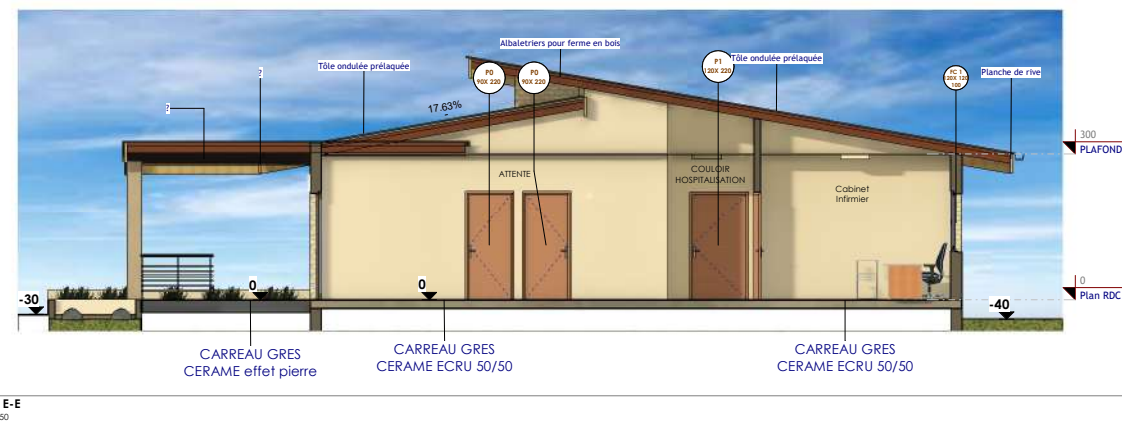 Albaletriers pour ferme en bois
Tôle ondulée prélaquée
?
?
17.63%
P0
90X 220
P0
90X 220
P1
120X 220
Tôle ondulée prélaquée
FC 1
120X 120
100
Planche de rive
300
PLAFOND
ATTENTE
COULOIR
HOSPITALISATION
Cabinet
Infirmier
0
Plan RDC
-30
0
0
-40
CARREAU GRES
CERAME effet pierre
CARREAU GRES
CERAME ECRU 50/50
CARREAU GRES
CERAME ECRU 50/50
E-E
50